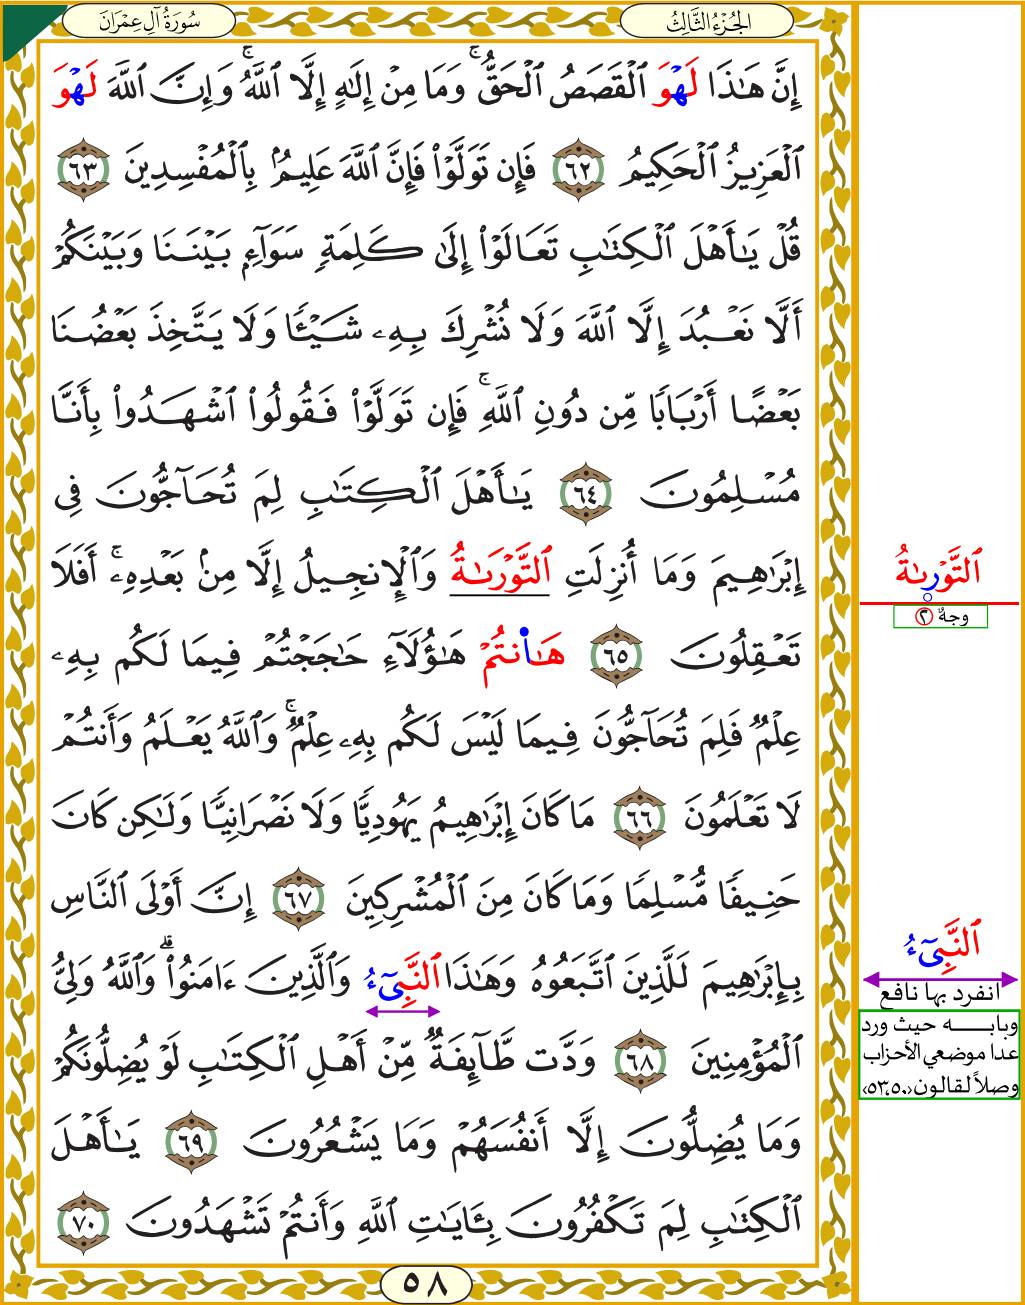 سُورَةُ آلِ عِمْرَان
الجُزْءُ الثَّالِثُ
إِنَّ هَٰذَا لَهْوَ ٱلْقَصَصُ ٱلْحَقُّۚ وَمَا مِنْ إِلَٰهٍ إِلَّا ٱللَّهُۚ وَإِنَّ ٱللَّهَ لَهْوَ
ٱلْعَزِيزُ ٱلْحَكِيمُ ٦٢ فَإِن تَوَلَّوْا۟ فَإِنَّ ٱللَّهَ عَلِيمُۢ بِٱلْمُفْسِدِينَ ٦٣
قُلْ يَٰٓأَهْلَ ٱلْكِتَٰبِ تَعَالَوْا۟ إِلَىٰ كَلِمَةٍ سَوَآءِۭ بَيْنَنَا وَبَيْنَكُمْ
أَلَّا نَعْبُدَ إِلَّا ٱللَّهَ وَلَا نُشْرِكَ بِهِۦ شَيْـًٔا وَلَا يَتَّخِذَ بَعْضُنَا
بَعْضًا أَرْبَابًا مِّن دُونِ ٱللَّهِۚ فَإِن تَوَلَّوْا۟ فَقُولُوا۟ ٱشْهَدُوا۟ بِأَنَّا
مُسْلِمُونَ ٦٤ يَٰٓأَهْلَ ٱلْكِتَٰبِ لِمَ تُحَآجُّونَ فِى
إِبْرَٰهِيمَ وَمَا أُنزِلَتِ ٱلتَّوْرَىٰةُ وَٱلْإِنجِيلُ إِلَّا مِنۢ بَعْدِهِۦۚ أَفَلَا
تَعْقِلُونَ ٦٥ هَٰٓأَنتُمْ هَٰٓؤُلَآءِ حَٰجَجْتُمْ فِيمَا لَكُم بِهِۦ
عِلْمٌ فَلِمَ تُحَآجُّونَ فِيمَا لَيْسَ لَكُم بِهِۦ عِلْمٌۚ وَٱللَّهُ يَعْلَمُ وَأَنتُمْ
لَا تَعْلَمُونَ ٦٦ مَا كَانَ إِبْرَٰهِيمُ يَهُودِيًّا وَلَا نَصْرَانِيًّا وَلَٰكِن كَانَ
حَنِيفًا مُّسْلِمًا وَمَا كَانَ مِنَ ٱلْمُشْرِكِينَ ٦٧ إِنَّ أَوْلَى ٱلنَّاسِ
بِإِبْرَٰهِيمَ لَلَّذِينَ ٱتَّبَعُوهُ وَهَٰذَا ٱلنَّبِىٓءُ وَٱلَّذِينَ ءَامَنُوا۟ۗ وَٱللَّهُ وَلِىُّ
ٱلْمُؤْمِنِينَ ٦٨ وَدَّت طَّآئِفَةٌ مِّنْ أَهْلِ ٱلْكِتَٰبِ لَوْ يُضِلُّونَكُمْ
وَمَا يُضِلُّونَ إِلَّا أَنفُسَهُمْ وَمَا يَشْعُرُونَ ٦٩ يَٰٓأَهْلَ
ٱلْكِتَٰبِ لِمَ تَكْفُرُونَ بِـَٔايَٰتِ ٱللَّهِ وَأَنتُمْ تَشْهَدُونَ ٧٠
٥٨
ٱلتَّوْرَىٰةُ
وجهٌ ٢
ٱلنَّبِىٓءُ
انفرد بها نافع
وبابه حيث ورد
عدا موضعي الأحزاب
وصلاً لقالون (٥٣،٥٠)